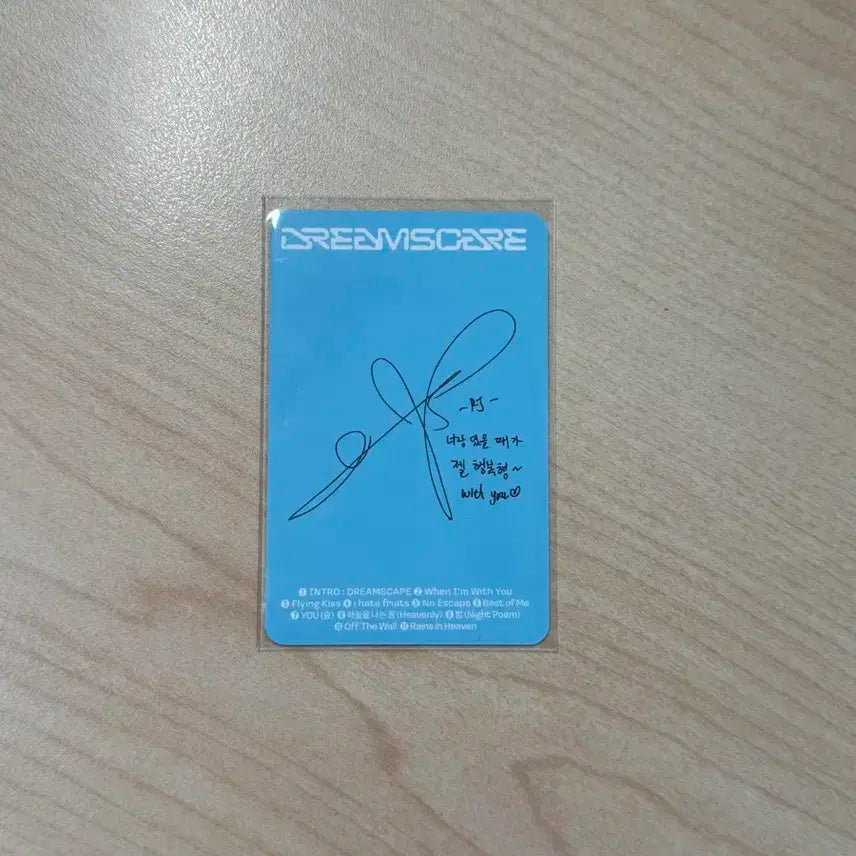 DREAMSCAPE
-RJ-
너랑 있을 때가
젤 행복형~
with you♡
❶ INTRO : DREAMSCAPE ❷ When I'm With You
❸ Flying Kiss ❹ i hate fruits ❺ No Escape ❻ Best of Me
❼ YOU (숨) ❽ 하늘을 나는 꿈 (Heavenly) ❾ 밤 (Night Poem)
❿ Off The Wall ⓫ Rains in Heaven